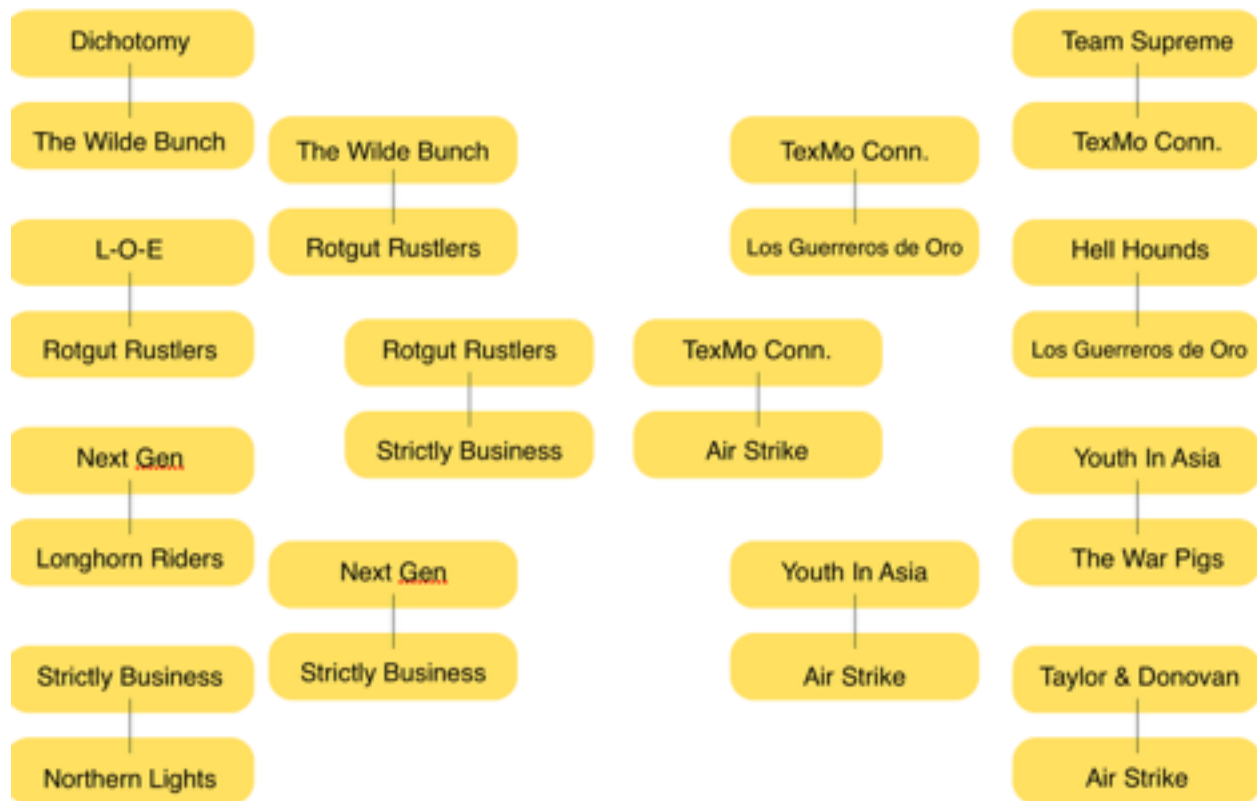 Dichotomy
The Wilde Bunch
L-O-E
Rotgut Rustlers
Next Gen
Longhorn Riders
Strictly Business
Northern Lights
The Wilde Bunch
Rotgut Rustlers
Next Gen
Strictly Business
Rotgut Rustlers
Strictly Business
TexMo Conn.
Air Strike
TexMo Conn.
Los Guerreros de Oro
Youth In Asia
Air Strike
Team Supreme
TexMo Conn.
Hell Hounds
Los Guerreros de Oro
Youth In Asia
The War Pigs
Taylor & Donovan
Air Strike